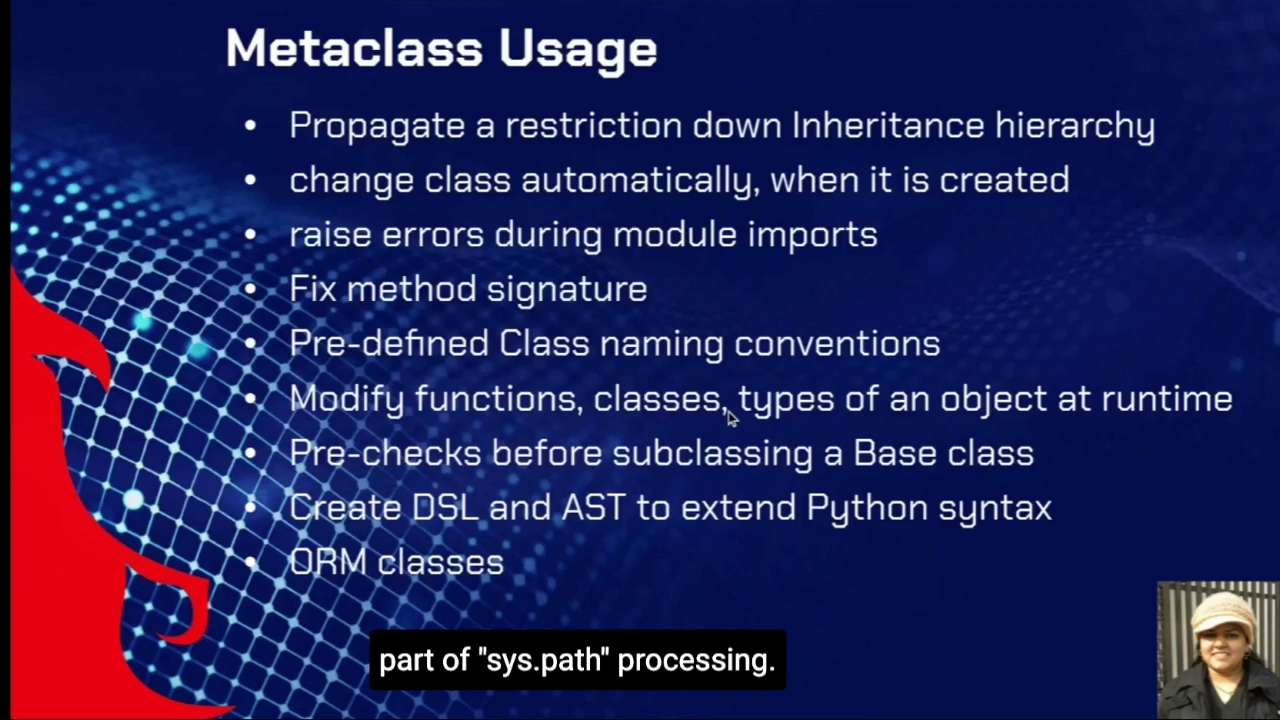 Metaclass Usage
• Propagate a restriction down Inheritance hierarchy
• change class automatically, when it is created
• raise errors during module imports
• Fix method signature
• Pre-defined Class naming conventions
• Modify functions, classes, types of an object at runtime
• Pre-checks before subclassing a Base class
• Create DSL and AST to extend Python syntax
• ORM classes
part of "sys.path" processing.